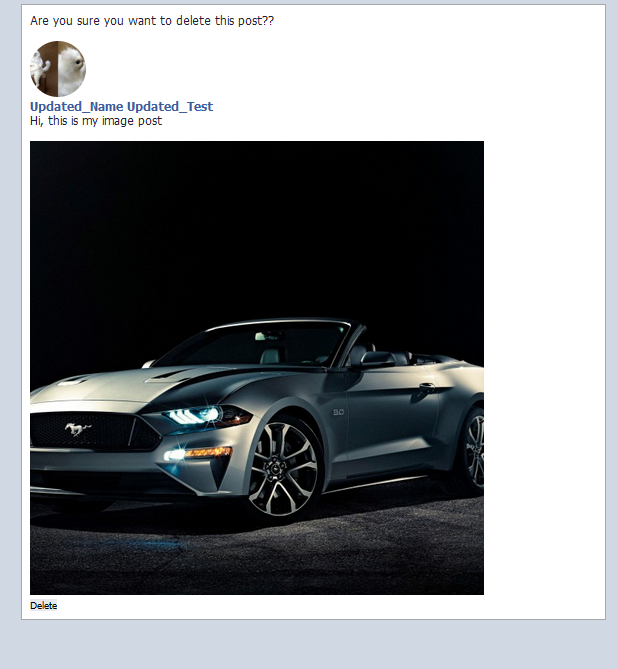 Are you sure you want to delete this post??
Updated_Name Updated_Test
Hi, this is my image post
5.0
Delete